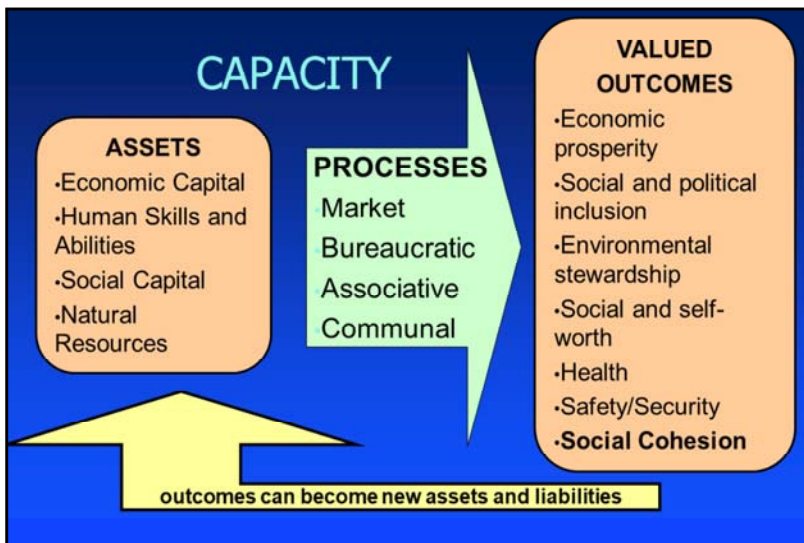 CAPACITY
ASSETS
•Economic Capital
•Human Skills and
Abilities
•Social Capital
•Natural
Resources
PROCESSES
•Market
•Bureaucratic
•Associative
•Communal
VALUED
OUTCOMES
•Economic
prosperity
•Social and political
inclusion
•Environmental
stewardship
•Social and self-
worth
•Health
•Safety/Security
•Social Cohesion
outcomes can become new assets and liabilities